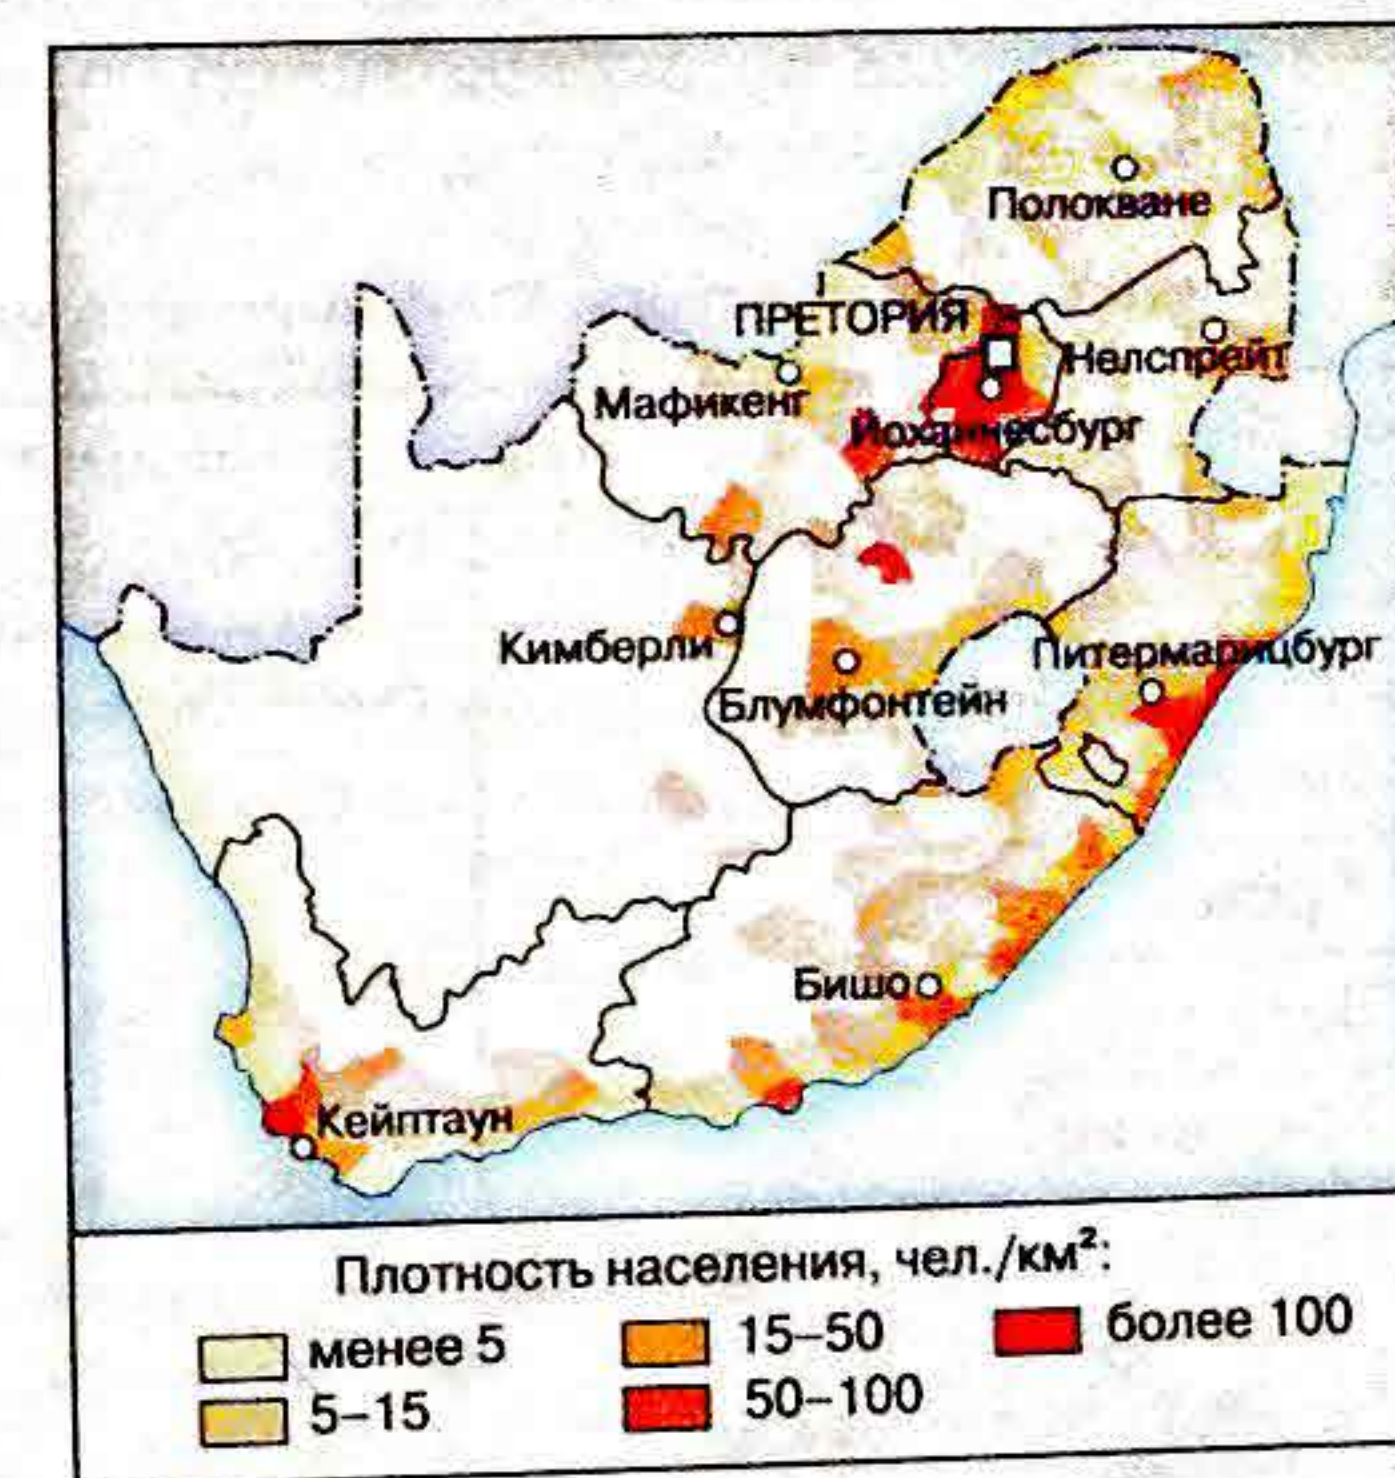 Полокване
ПРЕТОРИЯ
Нелспрейт
Мафикенг
Йоханнесбург
Кимберли
Питермарицбург
Блумфонтейн
Бишо
Кейптаун
Плотность населения, чел./км²:
менее 5
15–50
более 100
5–15
50–100